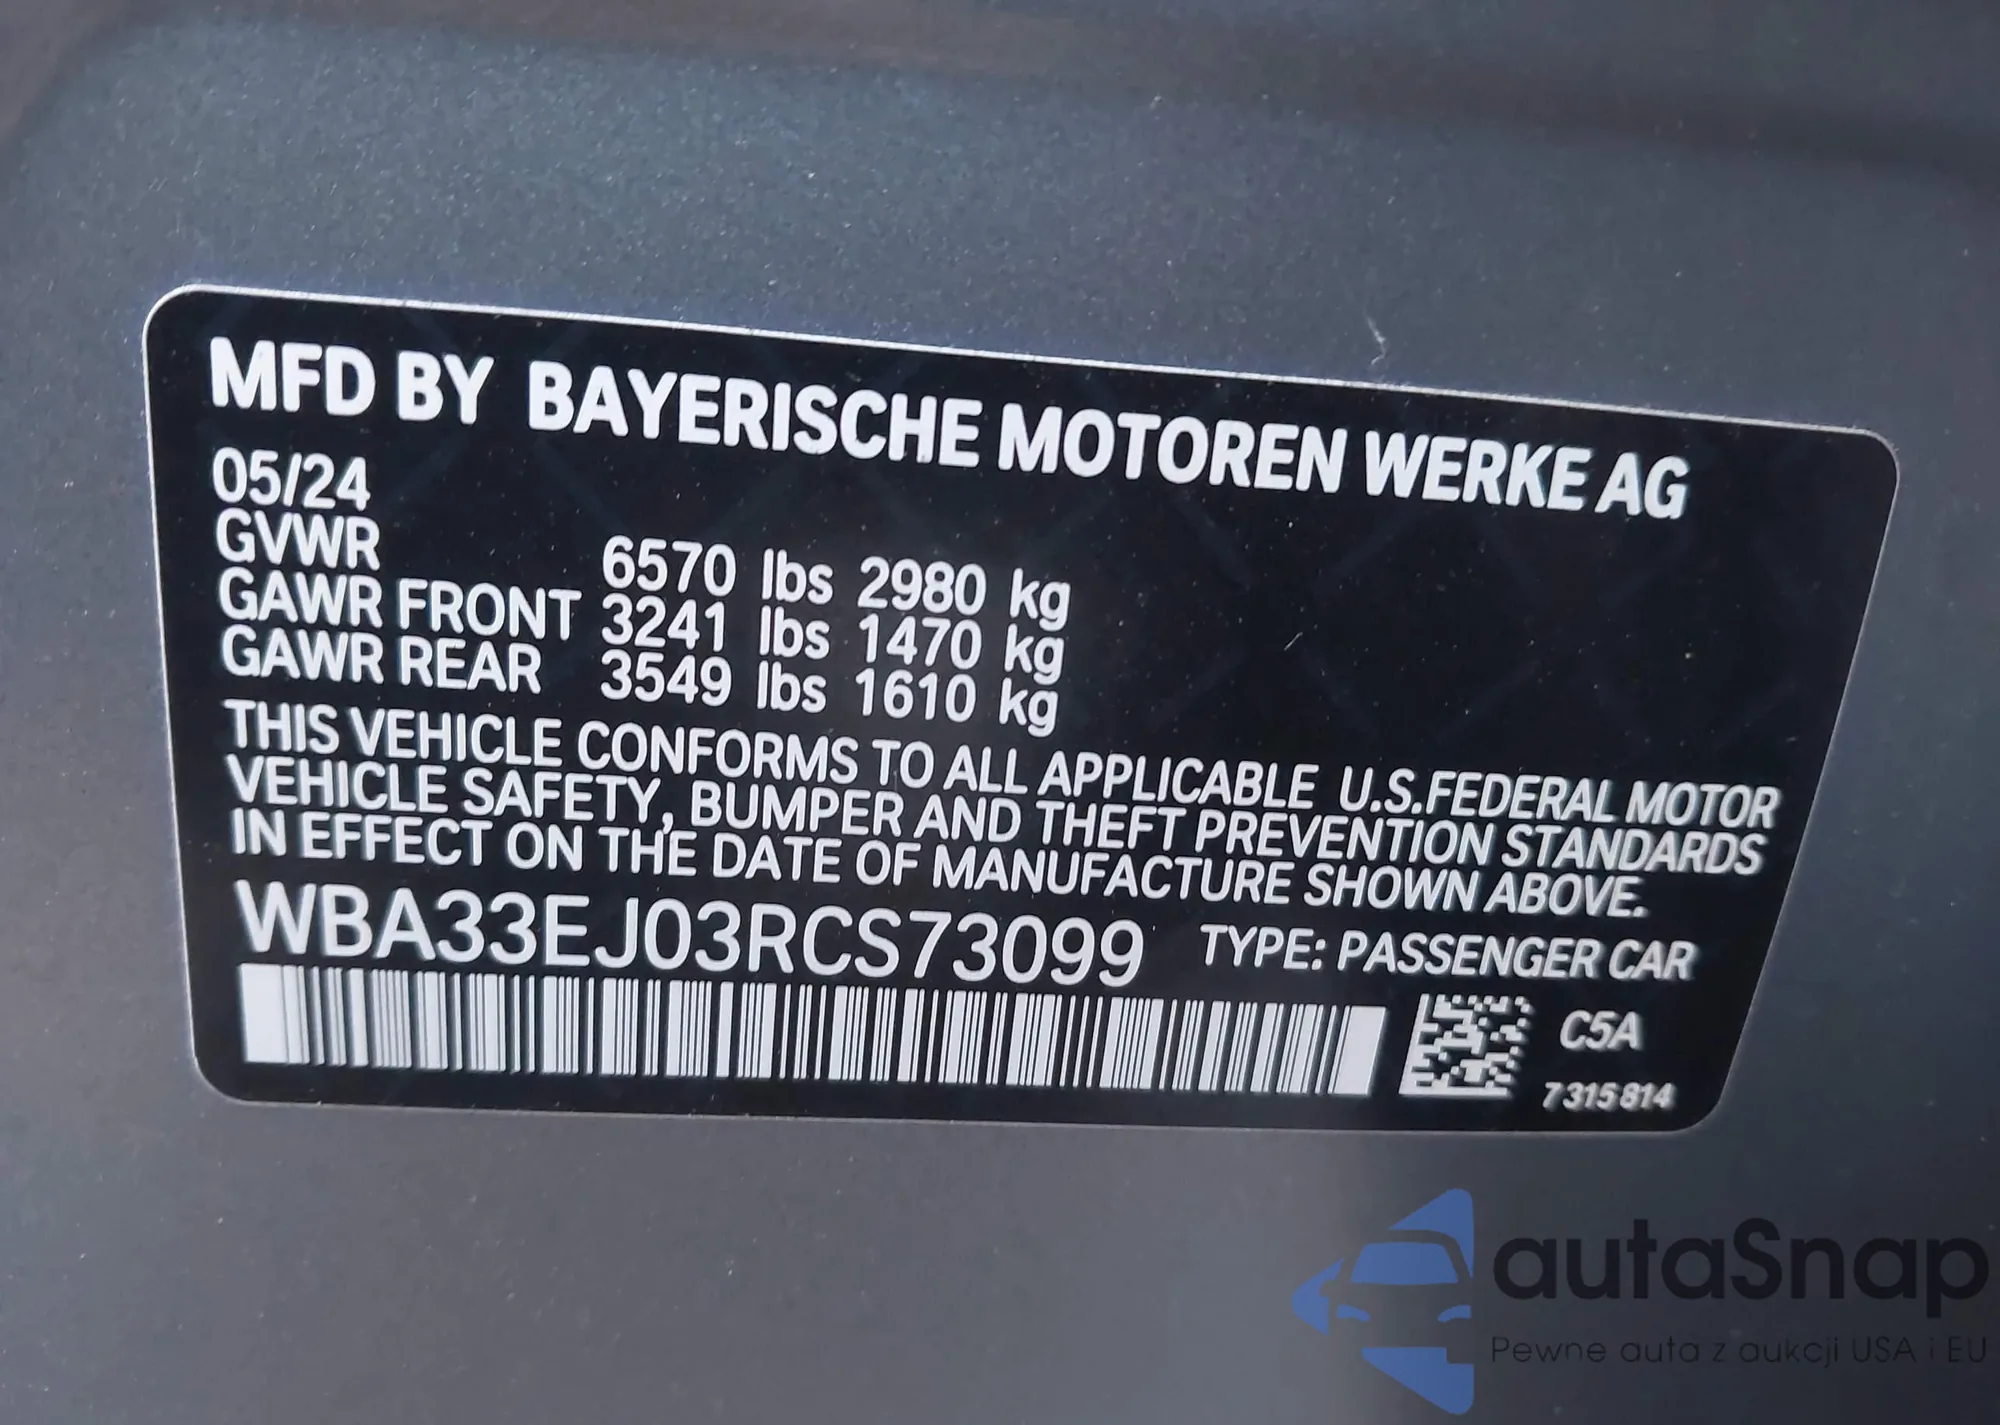 MFD BY BAYERISCHE MOTOREN WERKE AG
05/24
GVWR 6570 lbs 2980 kg
GAWR FRONT 3241 lbs 1470 kg
GAWR REAR 3549 lbs 1610 kg
THIS VEHICLE CONFORMS TO ALL APPLICABLE U.S.FEDERAL MOTOR
VEHICLE SAFETY, BUMPER AND THEFT PREVENTION STANDARDS
IN EFFECT ON THE DATE OF MANUFACTURE SHOWN ABOVE.
WBA33EJ03RCS73099 TYPE: PASSENGER CAR
C5A
7315814
autaSnap
Pewne auta z aukcji USA i EU